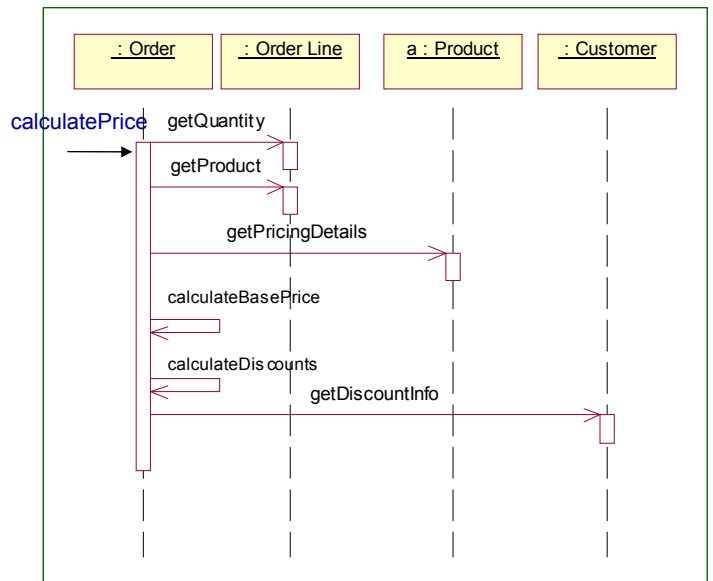 : Order
: Order Line
a : Product
: Customer
calculatePrice
getQuantity
getProduct
getPricingDetails
calculateBasePrice
calculateDiscounts
getDiscountInfo